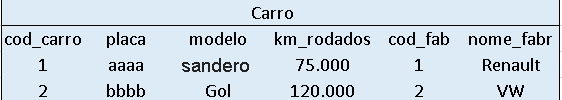 Carro
cod_carro placa modelo km_rodados cod_fab nome_fabr
1 aaaa sandero 75.000 1 Renault
2 bbbb Gol 120.000 2 VW